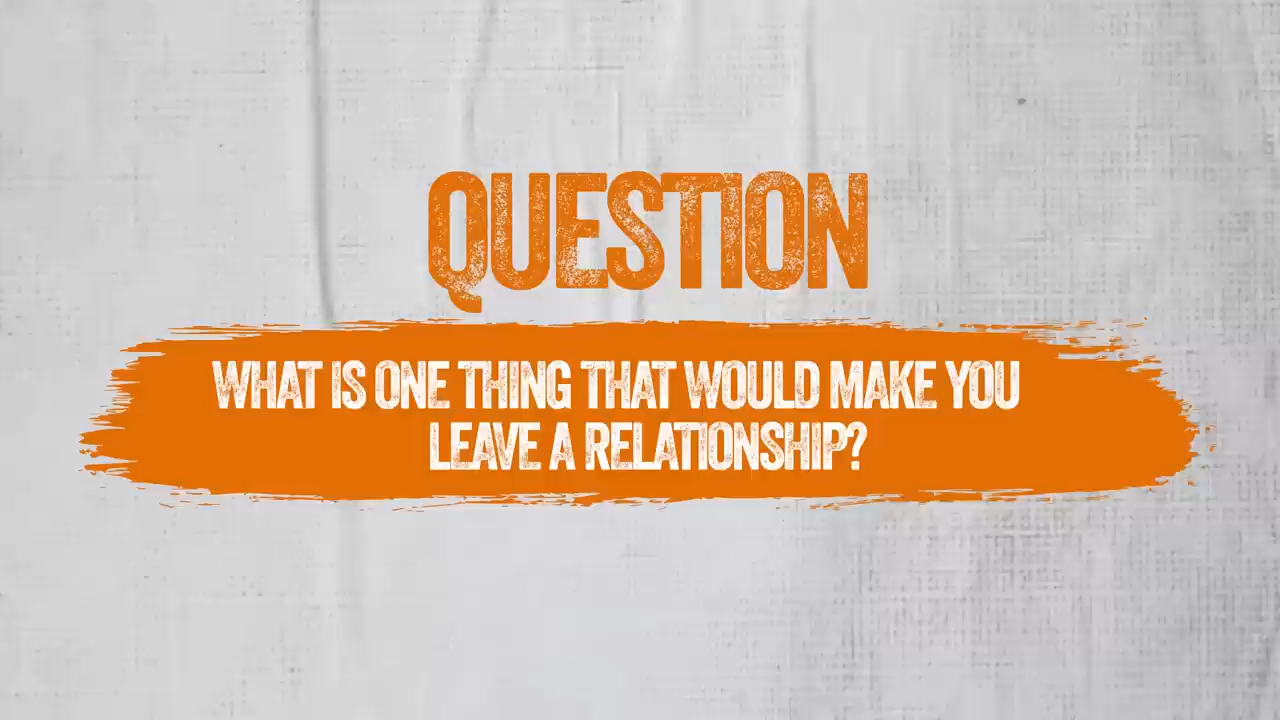 QUESTION
WHAT IS ONE THING THAT WOULD MAKE YOU
LEAVE A RELATIONSHIP?